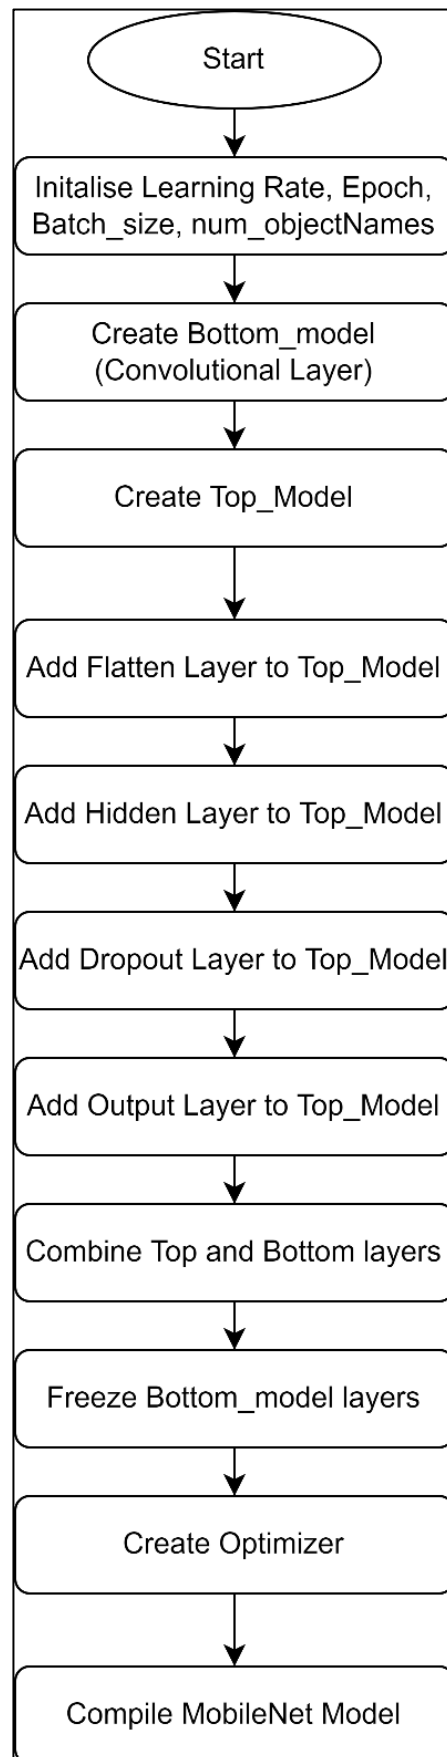 Start
Initalise Learning Rate, Epoch,
Batch_size, num_objectNames
Create Bottom_model
(Convolutional Layer)
Create Top_Model
Add Flatten Layer to Top_Model
Add Hidden Layer to Top_Model
Add Dropout Layer to Top_Model
Add Output Layer to Top_Model
Combine Top and Bottom layers
Freeze Bottom_model layers
Create Optimizer
Compile MobileNet Model